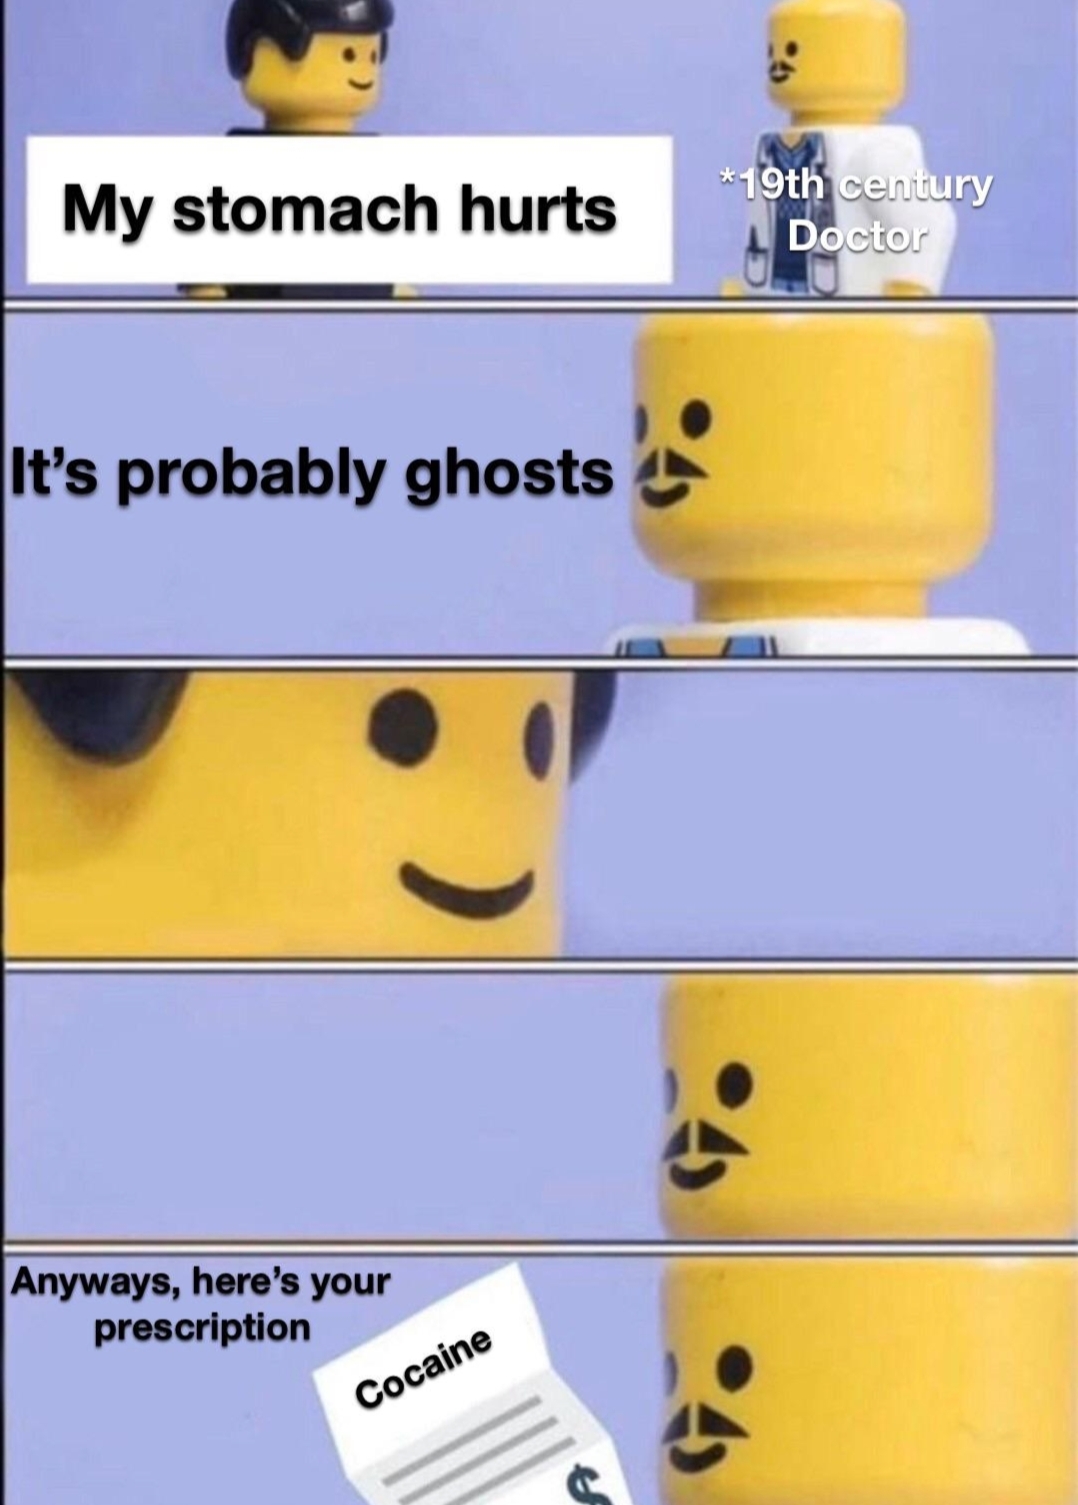 My stomach hurts
*19th century
Doctor
It's probably ghosts
Anyways, here's your
prescription
Cocaine
$